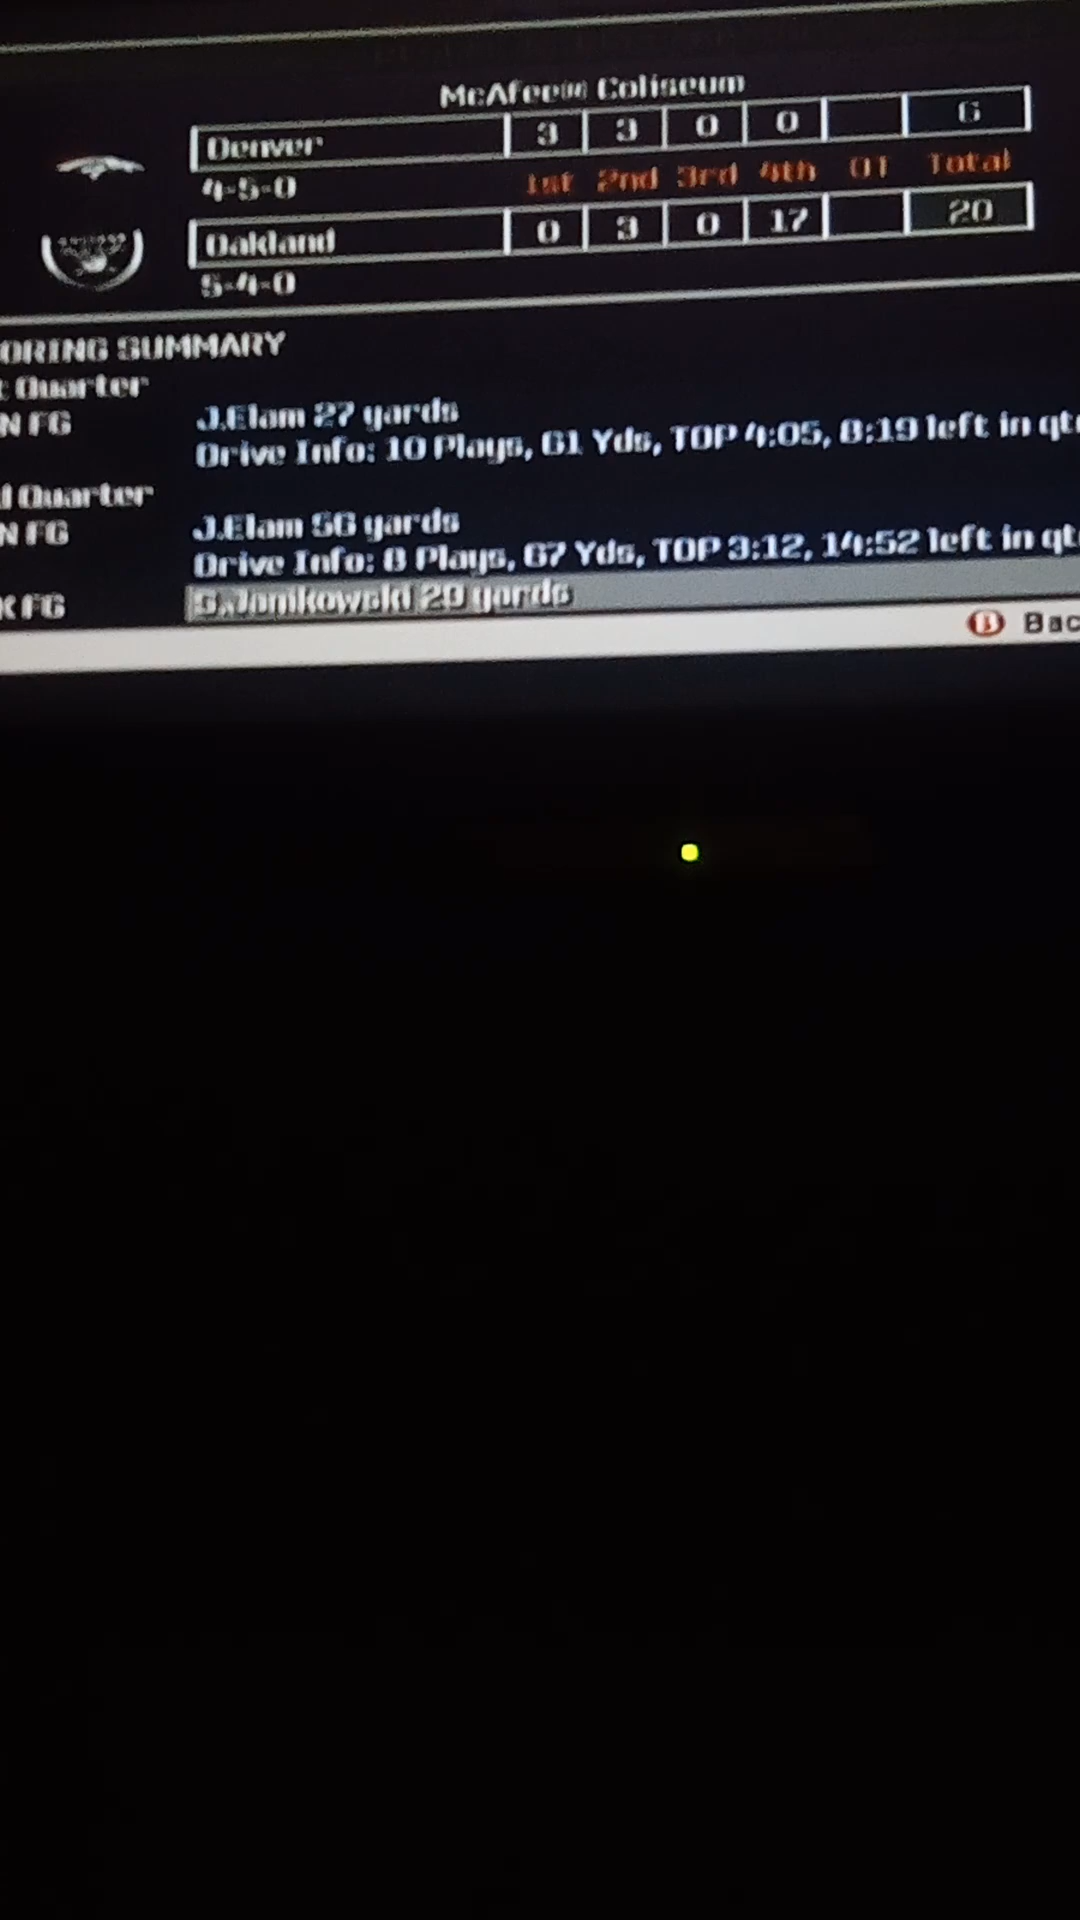 McAfee Coliseum
Denver 3 3 0 0 6
4-5-0 1st 2nd 3rd 4th OT Total
Oakland 0 3 0 17 20
5-4-0
ORING SUMMARY
t Quarter
N FG J.Elam 27 yards
Drive Info: 10 Plays, 61 Yds, TOP 4:05, 8:19 left in qt
d Quarter
N FG J.Elam 56 yards
Drive Info: 8 Plays, 67 Yds, TOP 3:12, 14:52 left in qt
K FG S.Janikowski 20 yards
B Bac